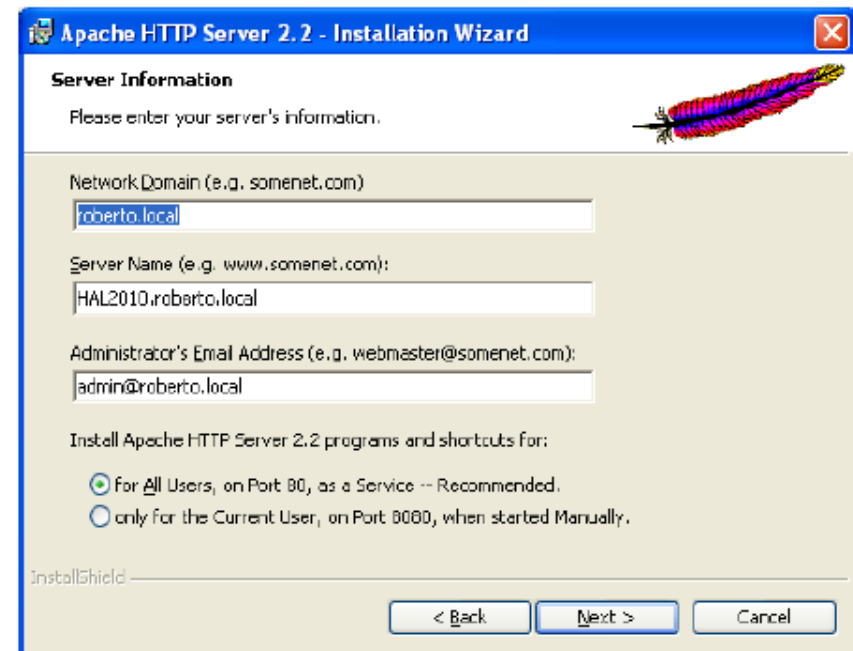 Apache HTTP Server 2.2 - Installation Wizard
Server Information
Please enter your server's information.
Network Domain (e.g. somenet.com)
roberto.local
Server Name (e.g. www.somenet.com):
HAL2010.roberto.local
Administrator's Email Address (e.g. webmaster@somenet.com):
admin@roberto.local
Install Apache HTTP Server 2.2 programs and shortcuts for:
for All Users, on Port 80, as a Service -- Recommended.
only for the Current User, on Port 8080, when started Manually.
InstallShield
< Back
Next >
Cancel